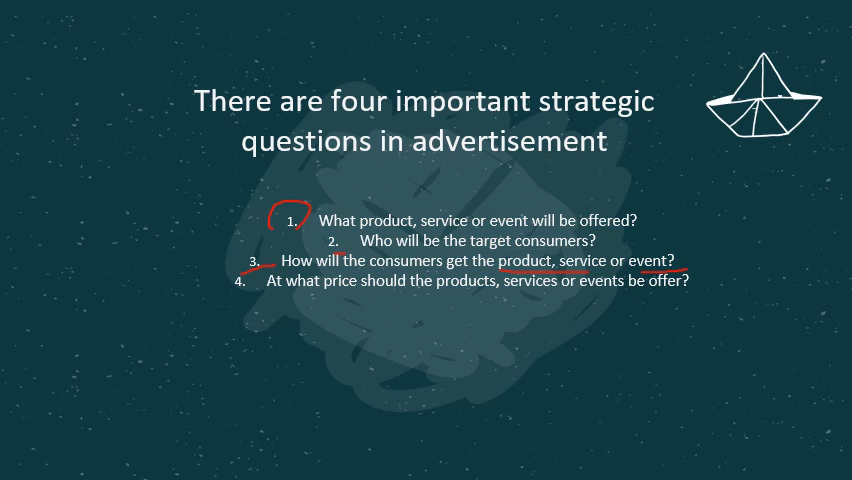 There are four important strategic
questions in advertisement
1. What product, service or event will be offered?
2. Who will be the target consumers?
3. How will the consumers get the product, service or event?
4. At what price should the products, services or events be offer?